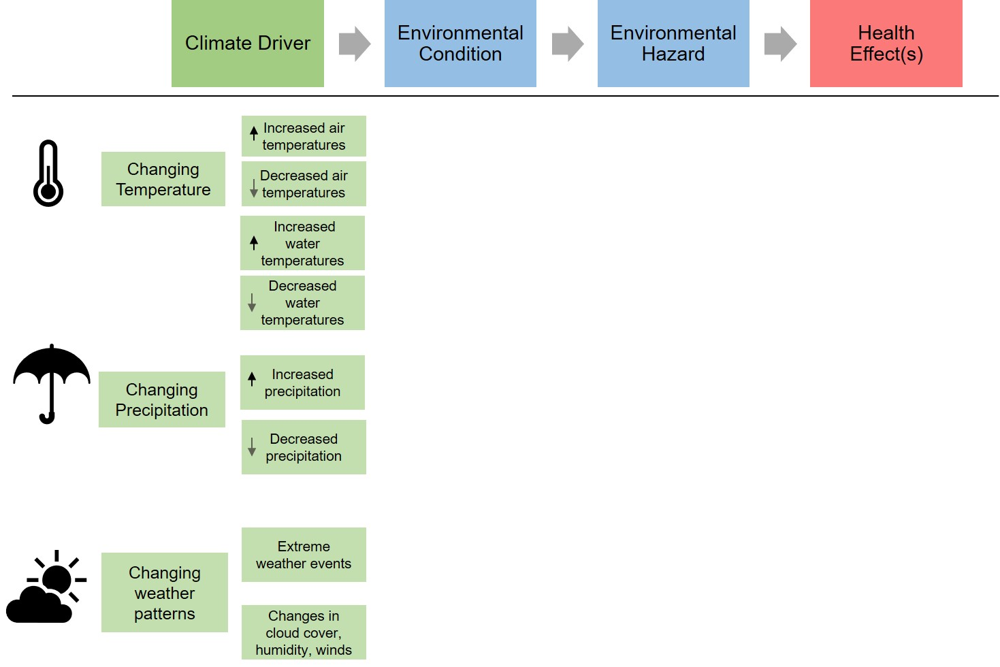 Climate Driver
Environmental
Condition
Environmental
Hazard
Health
Effect(s)
Changing
Temperature
Increased air
temperatures
Decreased air
temperatures
Increased
water
temperatures
Decreased
water
temperatures
Changing
Precipitation
Increased
precipitation
Decreased
precipitation
Changing
weather
patterns
Extreme
weather events
Changes in
cloud cover,
humidity, winds